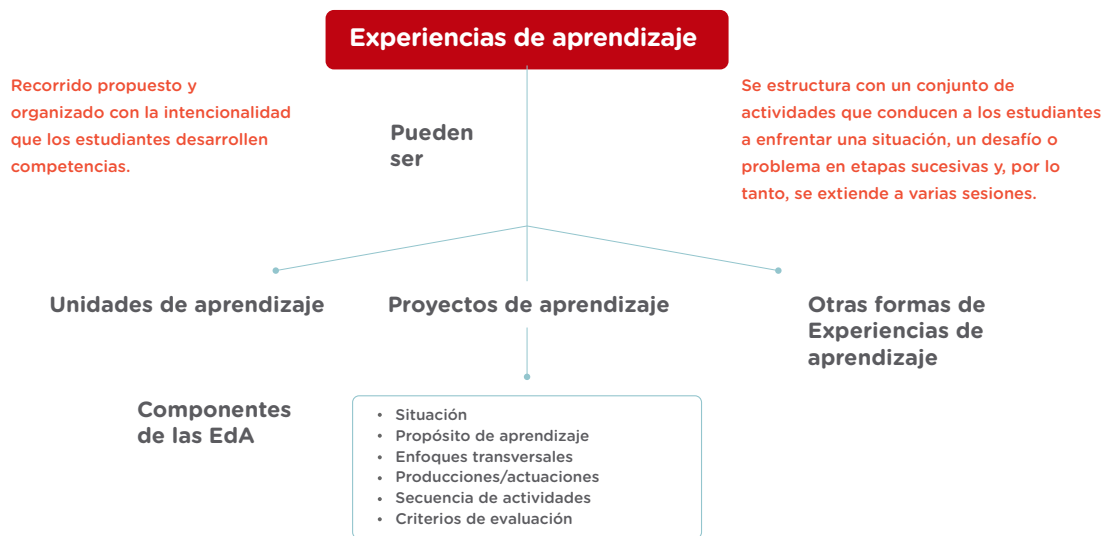 Experiencias de aprendizaje
Recorrido propuesto y
organizado con la intencionalidad
que los estudiantes desarrollen
competencias.
Pueden
ser
Se estructura con un conjunto de
actividades que conducen a los estudiantes
a enfrentar una situación, un desafío o
problema en etapas sucesivas y, por lo
tanto, se extiende a varias sesiones.
Unidades de aprendizaje
Proyectos de aprendizaje
Otras formas de
Experiencias de
aprendizaje
Componentes
de las EdA
• Situación
• Propósito de aprendizaje
• Enfoques transversales
• Producciones/actuaciones
• Secuencia de actividades
• Criterios de evaluación